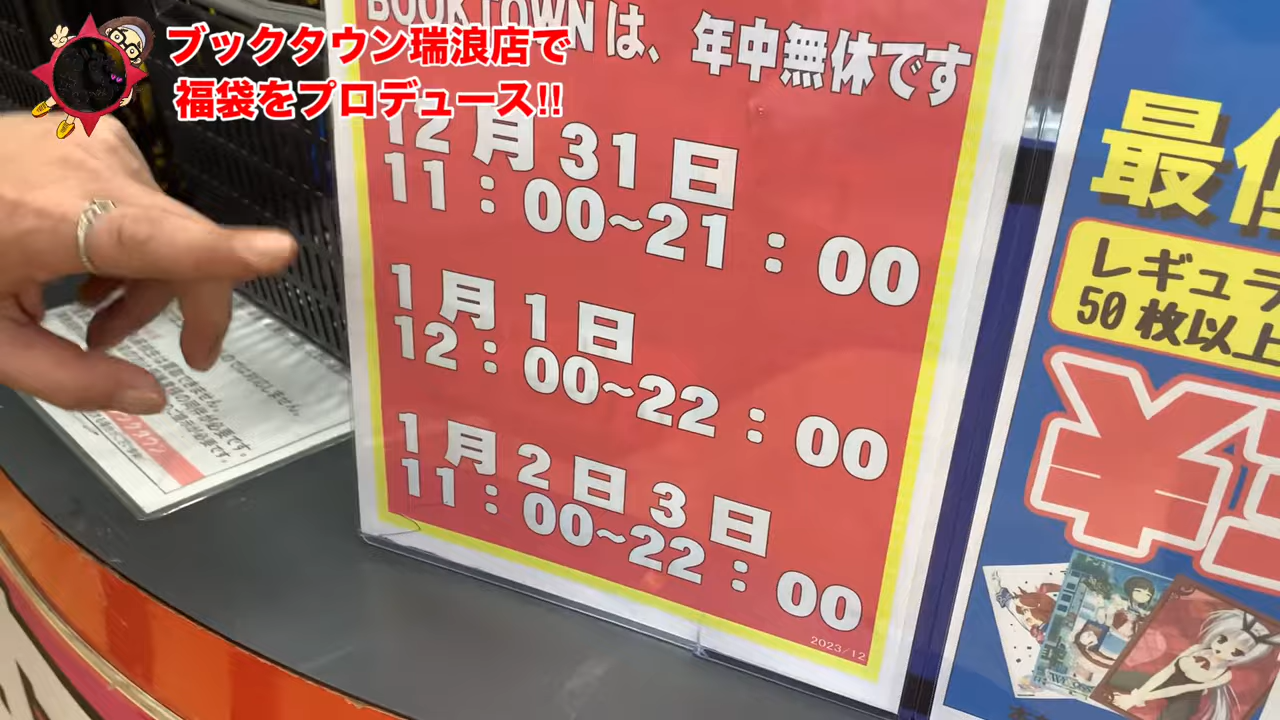 ブックタウン瑞浪店で
福袋をプロデュース!!
BOOKTOWNは、年中無休です
12月31日
11:00~21:00
1月1日
12:00~22:00
1月2日3日
11:00~22:00
2023/12
最低
レギュラ
50枚以上
¥